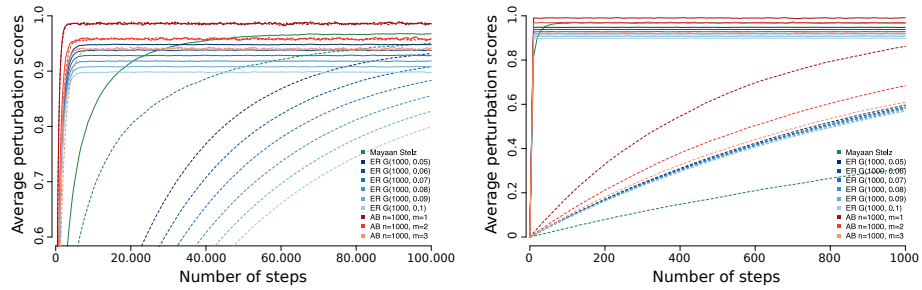 Average perturbation scores
1.0
0.9
0.8
0.7
0.6
Mayaan Stelz
ER G(1000, 0.05)
ER G(1000, 0.06)
ER G(1000, 0.07)
ER G(1000, 0.08)
ER G(1000, 0.09)
ER G(1000, 0.1)
AB n=1000, m=1
AB n=1000, m=2
AB n=1000, m=3
0 20.000 40.000 60.000 80.000 100.000
Number of steps
Average perturbation scores
1.0
0.8
0.6
0.4
0.2
0
Mayaan Stelz
ER G(1000, 0.05)
ER G(1000, 0.06)
ER G(1000, 0.07)
ER G(1000, 0.08)
ER G(1000, 0.09)
ER G(1000, 0.1)
AB n=1000, m=1
AB n=1000, m=2
AB n=1000, m=3
0 200 400 600 800 1000
Number of steps